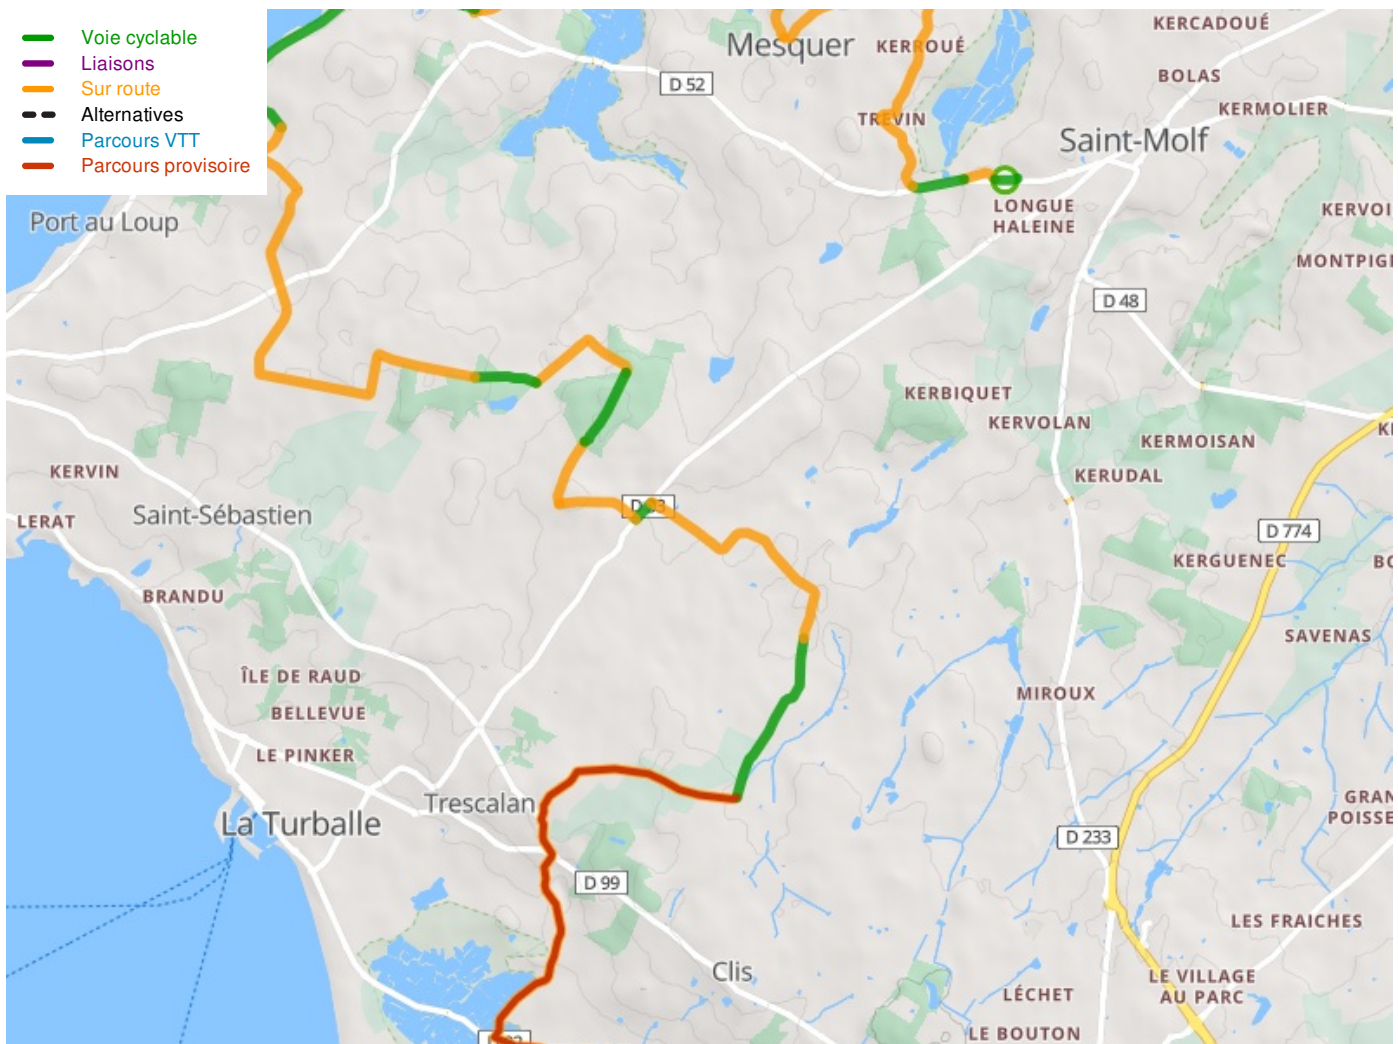 Voie cyclable
Liaisons
Sur route
Alternatives
Parcours VTT
Parcours provisoire
KERCADOUÉ
Mesquer
KERROUÉ
BOLAS
D 52
KERMOLIER
TREVIN
Saint-Molf
LONGUE
HALEINE
KERVOI
Port au Loup
MONTPIG
D 48
KERBIQUET
KERVOLAN
KERMOISAN
KERUDAL
KERVIN
Saint-Sébastien
LERAT
D 774
KERGUENEC
BRANDU
SAVENAS
ÎLE DE RAUD
MIROUX
BELLEVUE
LE PINKER
Trescalan
GRAN
POISSE
La Turballe
D 233
D 99
LES FRAICHES
Clis
LE VILLAGE
AU PARC
LÉCHET
LE BOUTON